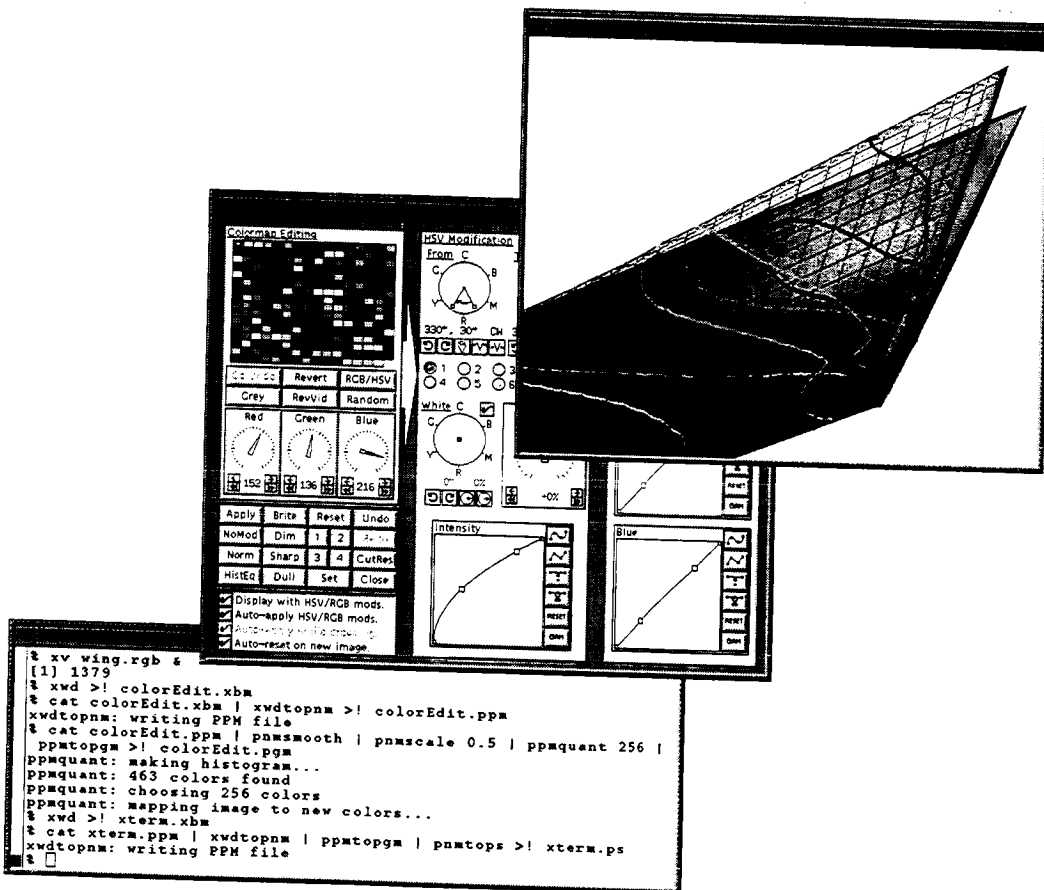 Colormap Editing
Revert RGB/HSV
Grey RevVid Random
Red Green Blue
152 136 216
Apply Brite Reset Undo
NoMod Dim 1 2
Norm Sharp 3 4 CutRes
HistEq Dull Set Close
Display with HSV/RGB mods.
Auto-apply HSV/RGB mods.
Auto-reset on new image.
HSV Modification
From
C
G B
Y M
R
330°, 30° CW 3
1 2 3
4 5 6
White
C
G B
Y M
R
0° 0%
+0%
Intensity
RESET
GAM
RESET
GAM
Blue
RESET
GAM
% xv wing.rgb &
[1] 1379
% xwd >! colorEdit.xbm
% cat colorEdit.xbm | xwdtopnm >! colorEdit.ppm
xwdtopnm: writing PPM file
% cat colorEdit.ppm | pnmsmooth | pnmscale 0.5 | ppmquant 256 |
ppmtopgm >! colorEdit.pgm
ppmquant: making histogram...
ppmquant: 463 colors found
ppmquant: choosing 256 colors
ppmquant: mapping image to new colors...
% xwd >! xterm.xbm
% cat xterm.ppm | xwdtopnm | ppmtopgm | pnmtops >! xterm.ps
xwdtopnm: writing PPM file
%